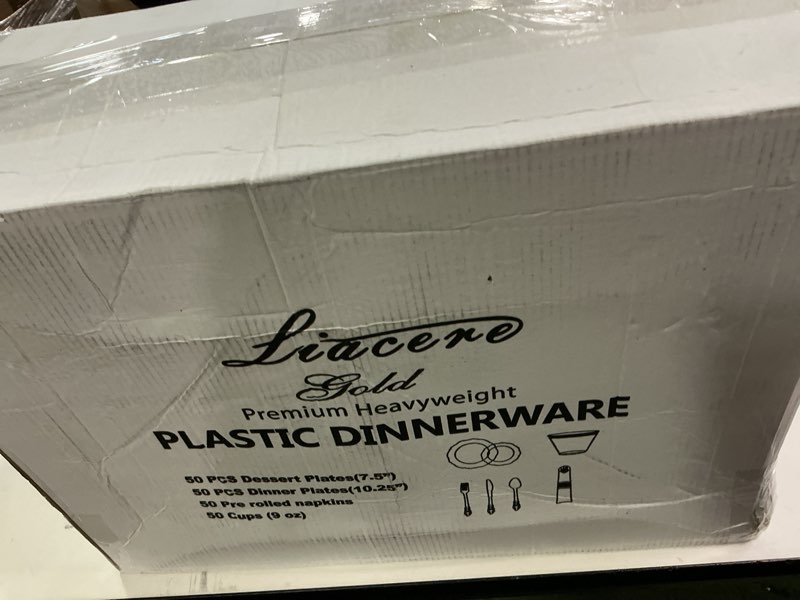 Liacere
Gold
Premium Heavyweight
PLASTIC DINNERWARE
50 PCS Dessert Plates(7.5")
50 PCS Dinner Plates(10.25")
50 Pre rolled napkins
50 Cups (9 oz)